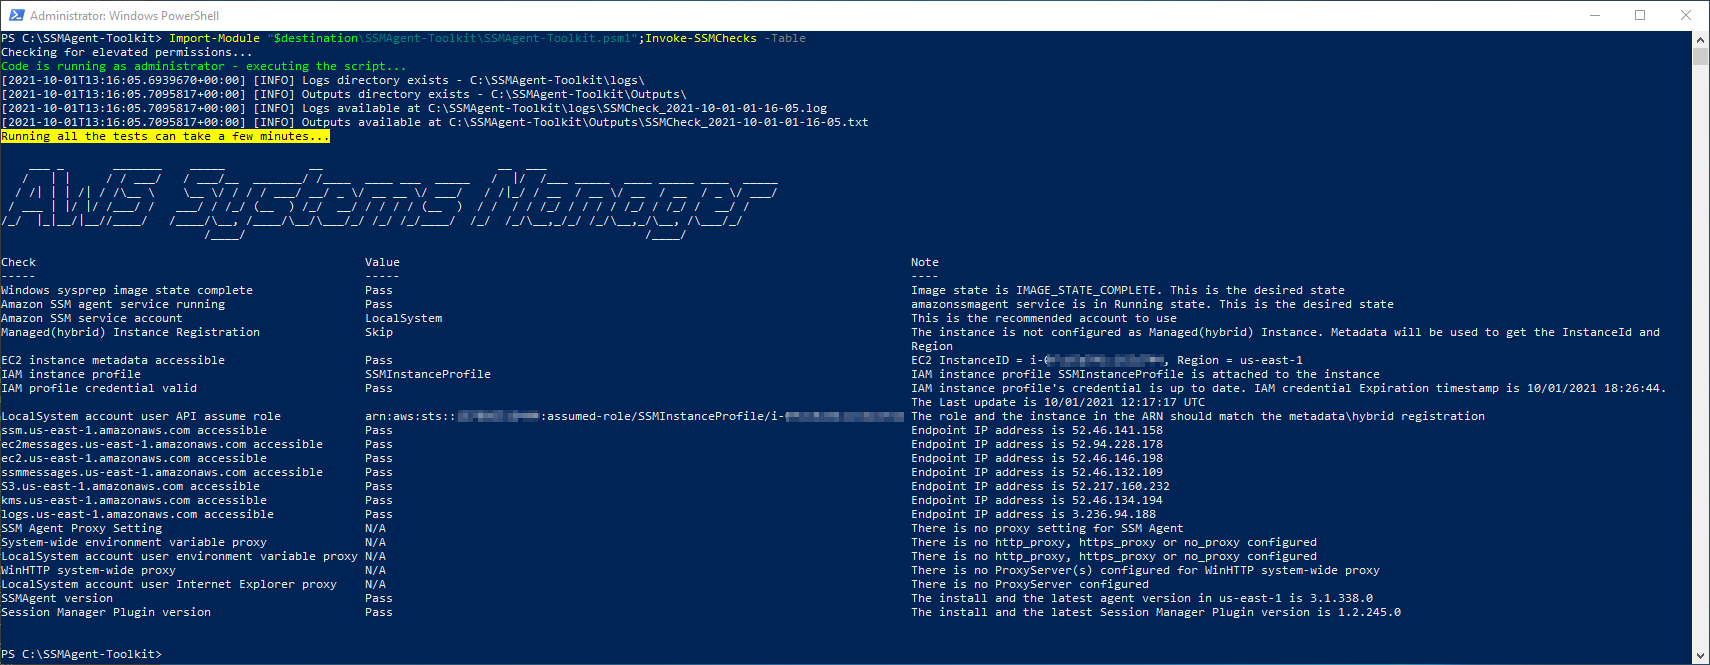 Administrator: Windows PowerShell
PS C:\SSMAgent-Toolkit> Import-Module "$destination\SSMAgent-Toolkit\SSMAgent-Toolkit.psm1";Invoke-SSMChecks -Table
Checking for elevated permissions...
Code is running as administrator - executing the script...
[2021-10-01T13:16:05.6939670+00:00] [INFO] Logs directory exists - C:\SSMAgent-Toolkit\logs\
[2021-10-01T13:16:05.7095817+00:00] [INFO] Outputs directory exists - C:\SSMAgent-Toolkit\Outputs\
[2021-10-01T13:16:05.7095817+00:00] [INFO] Logs available at C:\SSMAgent-Toolkit\logs\SSMCheck_2021-10-01-01-16-05.log
[2021-10-01T13:16:05.7095817+00:00] [INFO] Outputs available at C:\SSMAgent-Toolkit\Outputs\SSMCheck_2021-10-01-01-16-05.txt
Running all the tests can take a few minutes...
AWS Systems Manager
Check Value Note
----- ----- ----
Windows sysprep image state complete Pass Image state is IMAGE_STATE_COMPLETE. This is the desired state
Amazon SSM agent service running Pass amazonssmagent service is in Running state. This is the desired state
Amazon SSM service account LocalSystem This is the recommended account to use
Managed(hybrid) Instance Registration Skip The instance is not configured as Managed(hybrid) Instance. Metadata will be used to get the InstanceId and
Region
EC2 instance metadata accessible Pass EC2 InstanceID = i-, Region = us-east-1
IAM instance profile SSMInstanceProfile IAM instance profile SSMInstanceProfile is attached to the instance
IAM profile credential valid Pass IAM instance profile's credential is up to date. IAM credential Expiration timestamp is 10/01/2021 18:26:44.
The Last update is 10/01/2021 12:17:17 UTC
LocalSystem account user API assume role arn:aws:sts:::assumed-role/SSMInstanceProfile/i- The role and the instance in the ARN should match the metadata\hybrid registration
ssm.us-east-1.amazonaws.com accessible Pass Endpoint IP address is 52.46.141.158
ec2messages.us-east-1.amazonaws.com accessible Pass Endpoint IP address is 52.94.228.178
ec2.us-east-1.amazonaws.com accessible Pass Endpoint IP address is 52.46.146.198
ssmmessages.us-east-1.amazonaws.com accessible Pass Endpoint IP address is 52.46.132.109
S3.us-east-1.amazonaws.com accessible Pass Endpoint IP address is 52.217.160.232
kms.us-east-1.amazonaws.com accessible Pass Endpoint IP address is 52.46.134.194
logs.us-east-1.amazonaws.com accessible Pass Endpoint IP address is 3.236.94.188
SSM Agent Proxy Setting N/A There is no proxy setting for SSM Agent
System-wide environment variable proxy N/A There is no http_proxy, https_proxy or no_proxy configured
LocalSystem account user environment variable proxy N/A There is no http_proxy, https_proxy or no_proxy configured
WinHTTP system-wide proxy N/A There is no ProxyServer(s) configured for WinHTTP system-wide proxy
LocalSystem account user Internet Explorer proxy N/A There is no ProxyServer configured
SSMAgent version Pass The install and the latest agent version in us-east-1 is 3.1.338.0
Session Manager Plugin version Pass The install and the latest Session Manager Plugin version is 1.2.245.0
PS C:\SSMAgent-Toolkit>